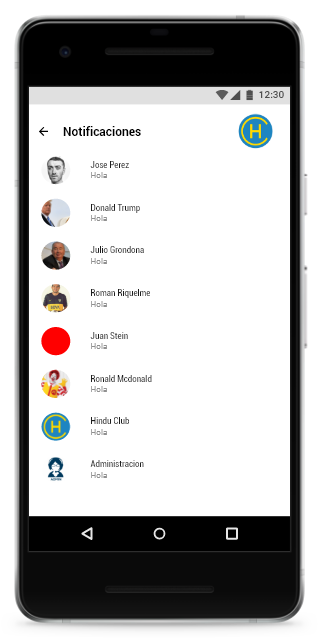 12:30
Notificaciones
H
Jose Perez
Hola
Donald Trump
Hola
Julio Grondona
Hola
Roman Riquelme
Hola
Juan Stein
Hola
Ronald Mcdonald
Hola
Hindu Club
Hola
H
Administracion
Hola